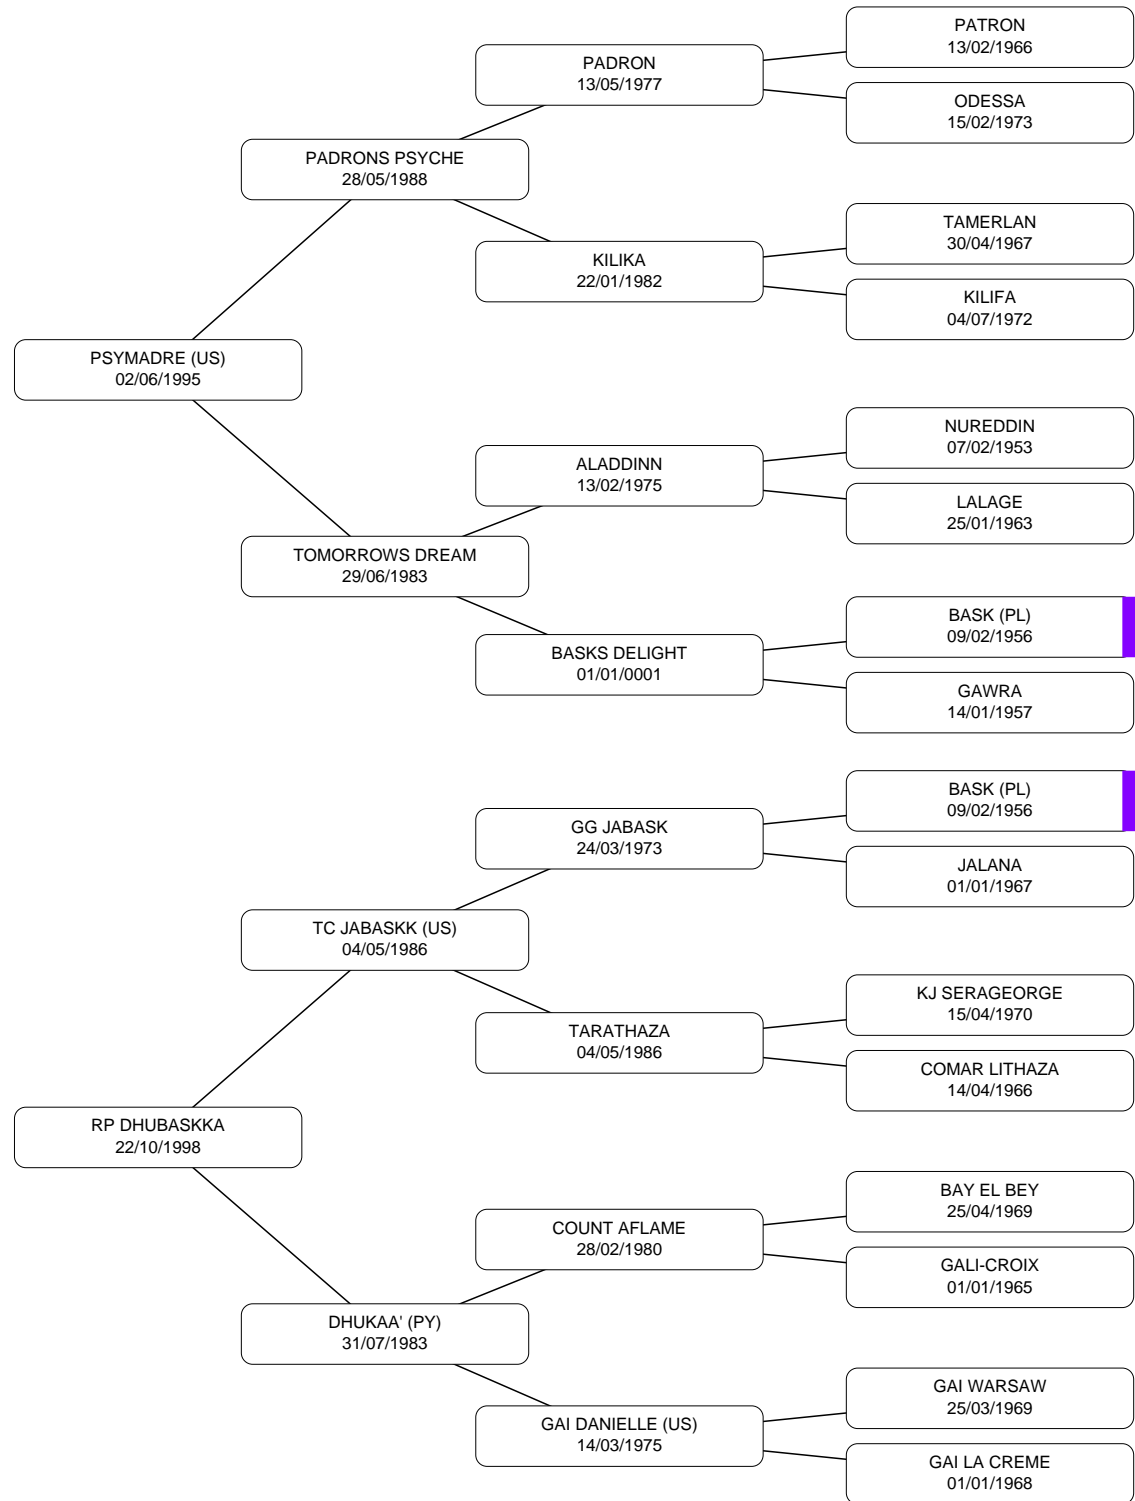 PATRON
13/02/1966
PADRON
13/05/1977
ODESSA
15/02/1973
PADRONS PSYCHE
28/05/1988
TAMERLAN
30/04/1967
KILIKA
22/01/1982
KILIFA
04/07/1972
PSYMADRE (US)
02/06/1995
NUREDDIN
07/02/1953
ALADDINN
13/02/1975
LALAGE
25/01/1963
TOMORROWS DREAM
29/06/1983
BASK (PL)
09/02/1956
BASKS DELIGHT
01/01/0001
GAWRA
14/01/1957
BASK (PL)
09/02/1956
GG JABASK
24/03/1973
JALANA
01/01/1967
TC JABASKK (US)
04/05/1986
KJ SERAGEORGE
15/04/1970
TARATHAZA
04/05/1986
COMAR LITHAZA
14/04/1966
RP DHUBASKKA
22/10/1998
BAY EL BEY
25/04/1969
COUNT AFLAME
28/02/1980
GALI-CROIX
01/01/1965
DHUKAA' (PY)
31/07/1983
GAI WARSAW
25/03/1969
GAI DANIELLE (US)
14/03/1975
GAI LA CREME
01/01/1968